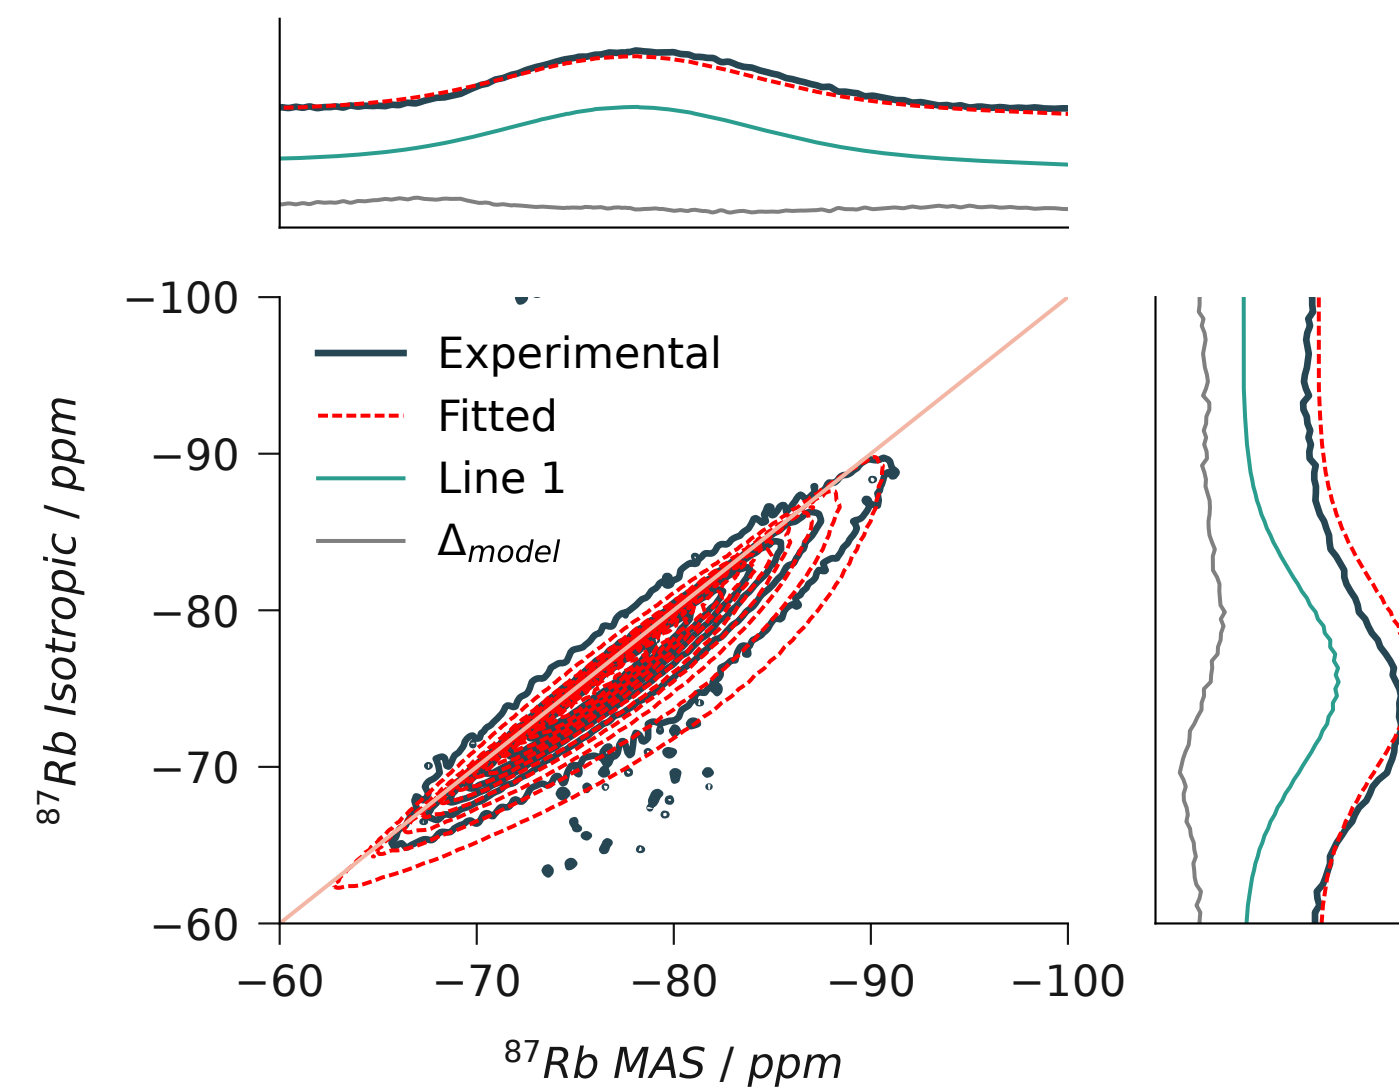 −100
−90
−80
−70
−60
⁸⁷Rb Isotropic / ppm
Experimental
Fitted
Line 1
Δmodel
−60 −70 −80 −90 −100
⁸⁷Rb MAS / ppm